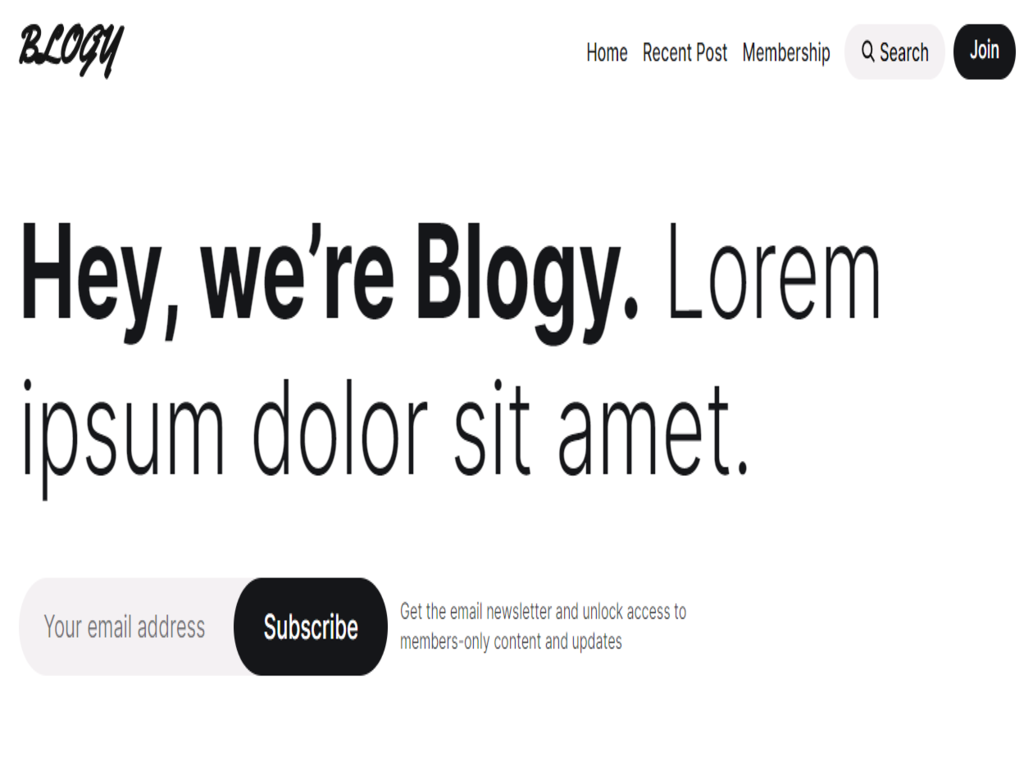 BLOGY
Home Recent Post Membership Search Join
Hey, we’re Blogy. Lorem
ipsum dolor sit amet.
Your email address Subscribe
Get the email newsletter and unlock access to
members-only content and updates